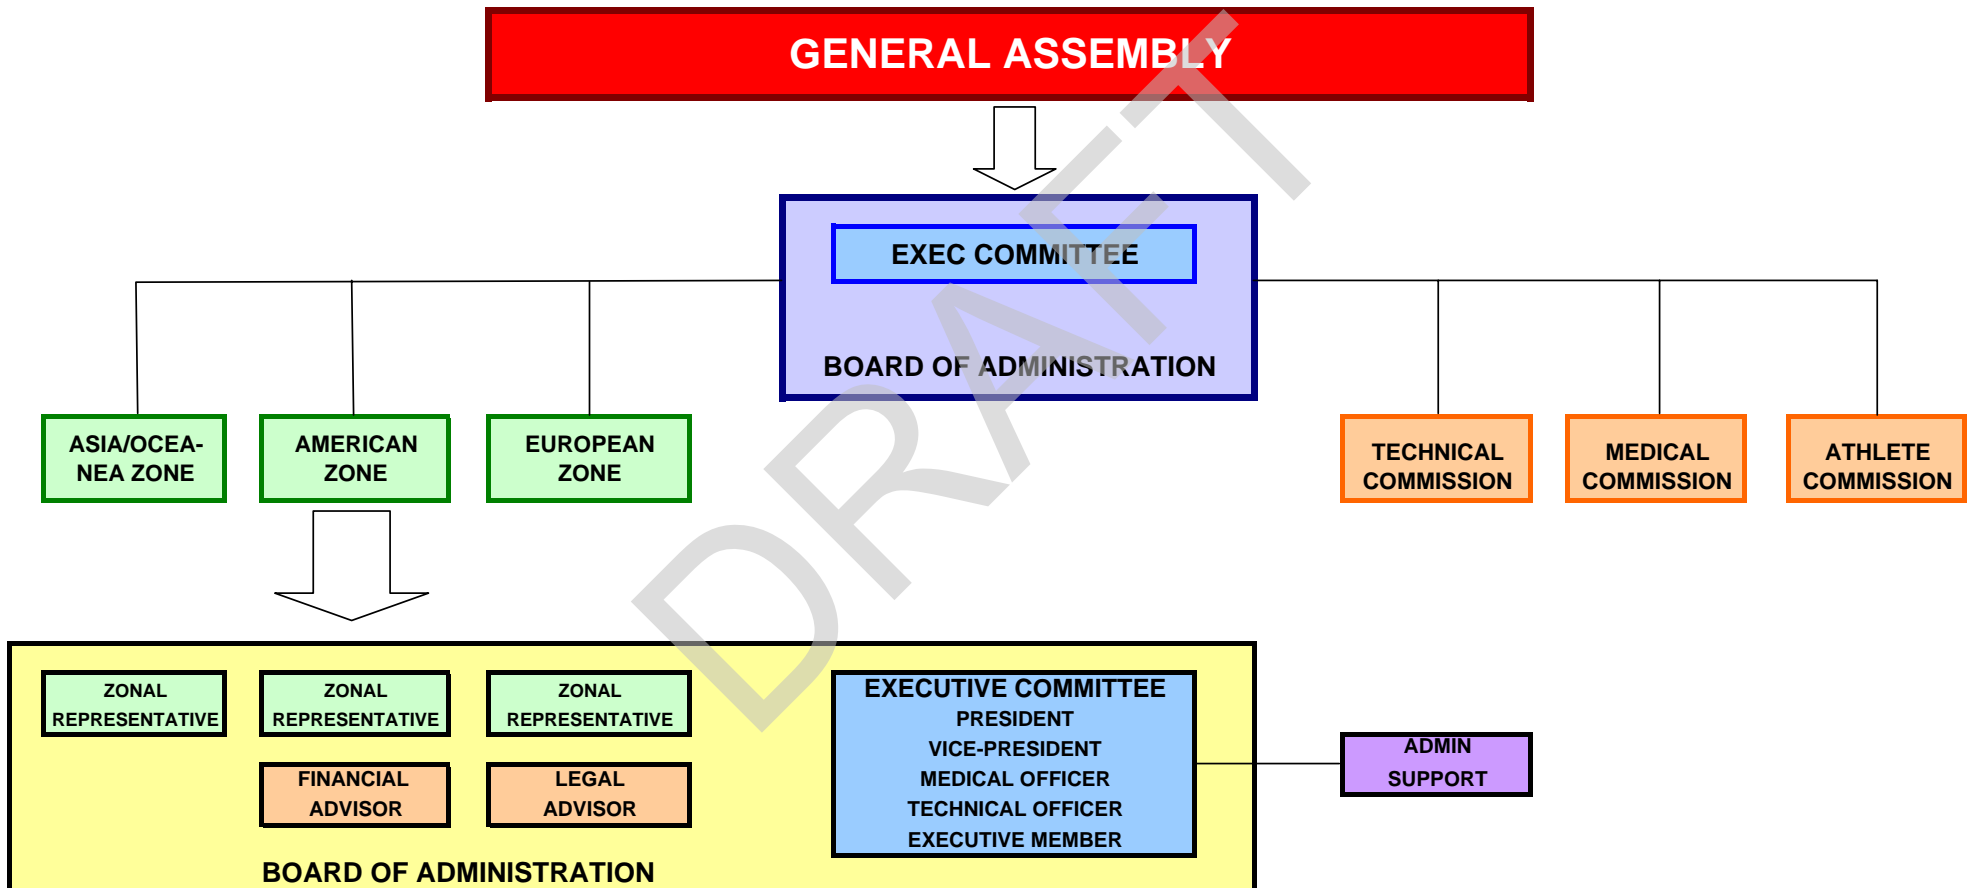 GENERAL ASSEMBLY
EXEC COMMITTEE
BOARD OF ADMINISTRATION
ASIA/OCEA-
NEA ZONE
AMERICAN
ZONE
EUROPEAN
ZONE
TECHNICAL
COMMISSION
MEDICAL
COMMISSION
ATHLETE
COMMISSION
DRAFT
ZONAL
REPRESENTATIVE
ZONAL
REPRESENTATIVE
ZONAL
REPRESENTATIVE
FINANCIAL
ADVISOR
LEGAL
ADVISOR
EXECUTIVE COMMITTEE
PRESIDENT
VICE-PRESIDENT
MEDICAL OFFICER
TECHNICAL OFFICER
EXECUTIVE MEMBER
ADMIN
SUPPORT
BOARD OF ADMINISTRATION